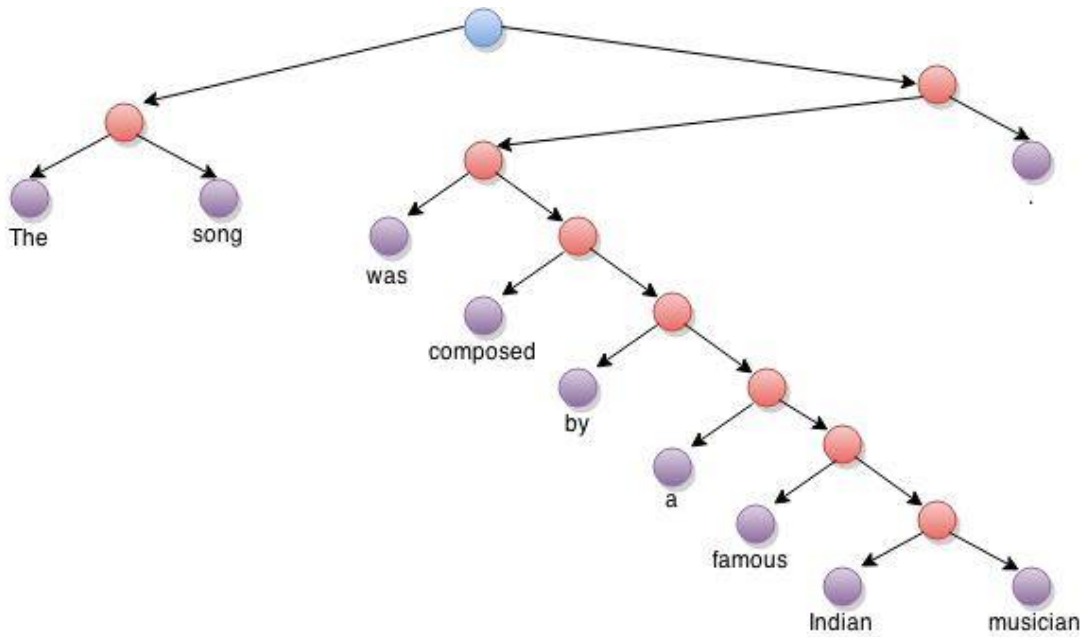 The
song
was
composed
by
a
famous
Indian
musician
.